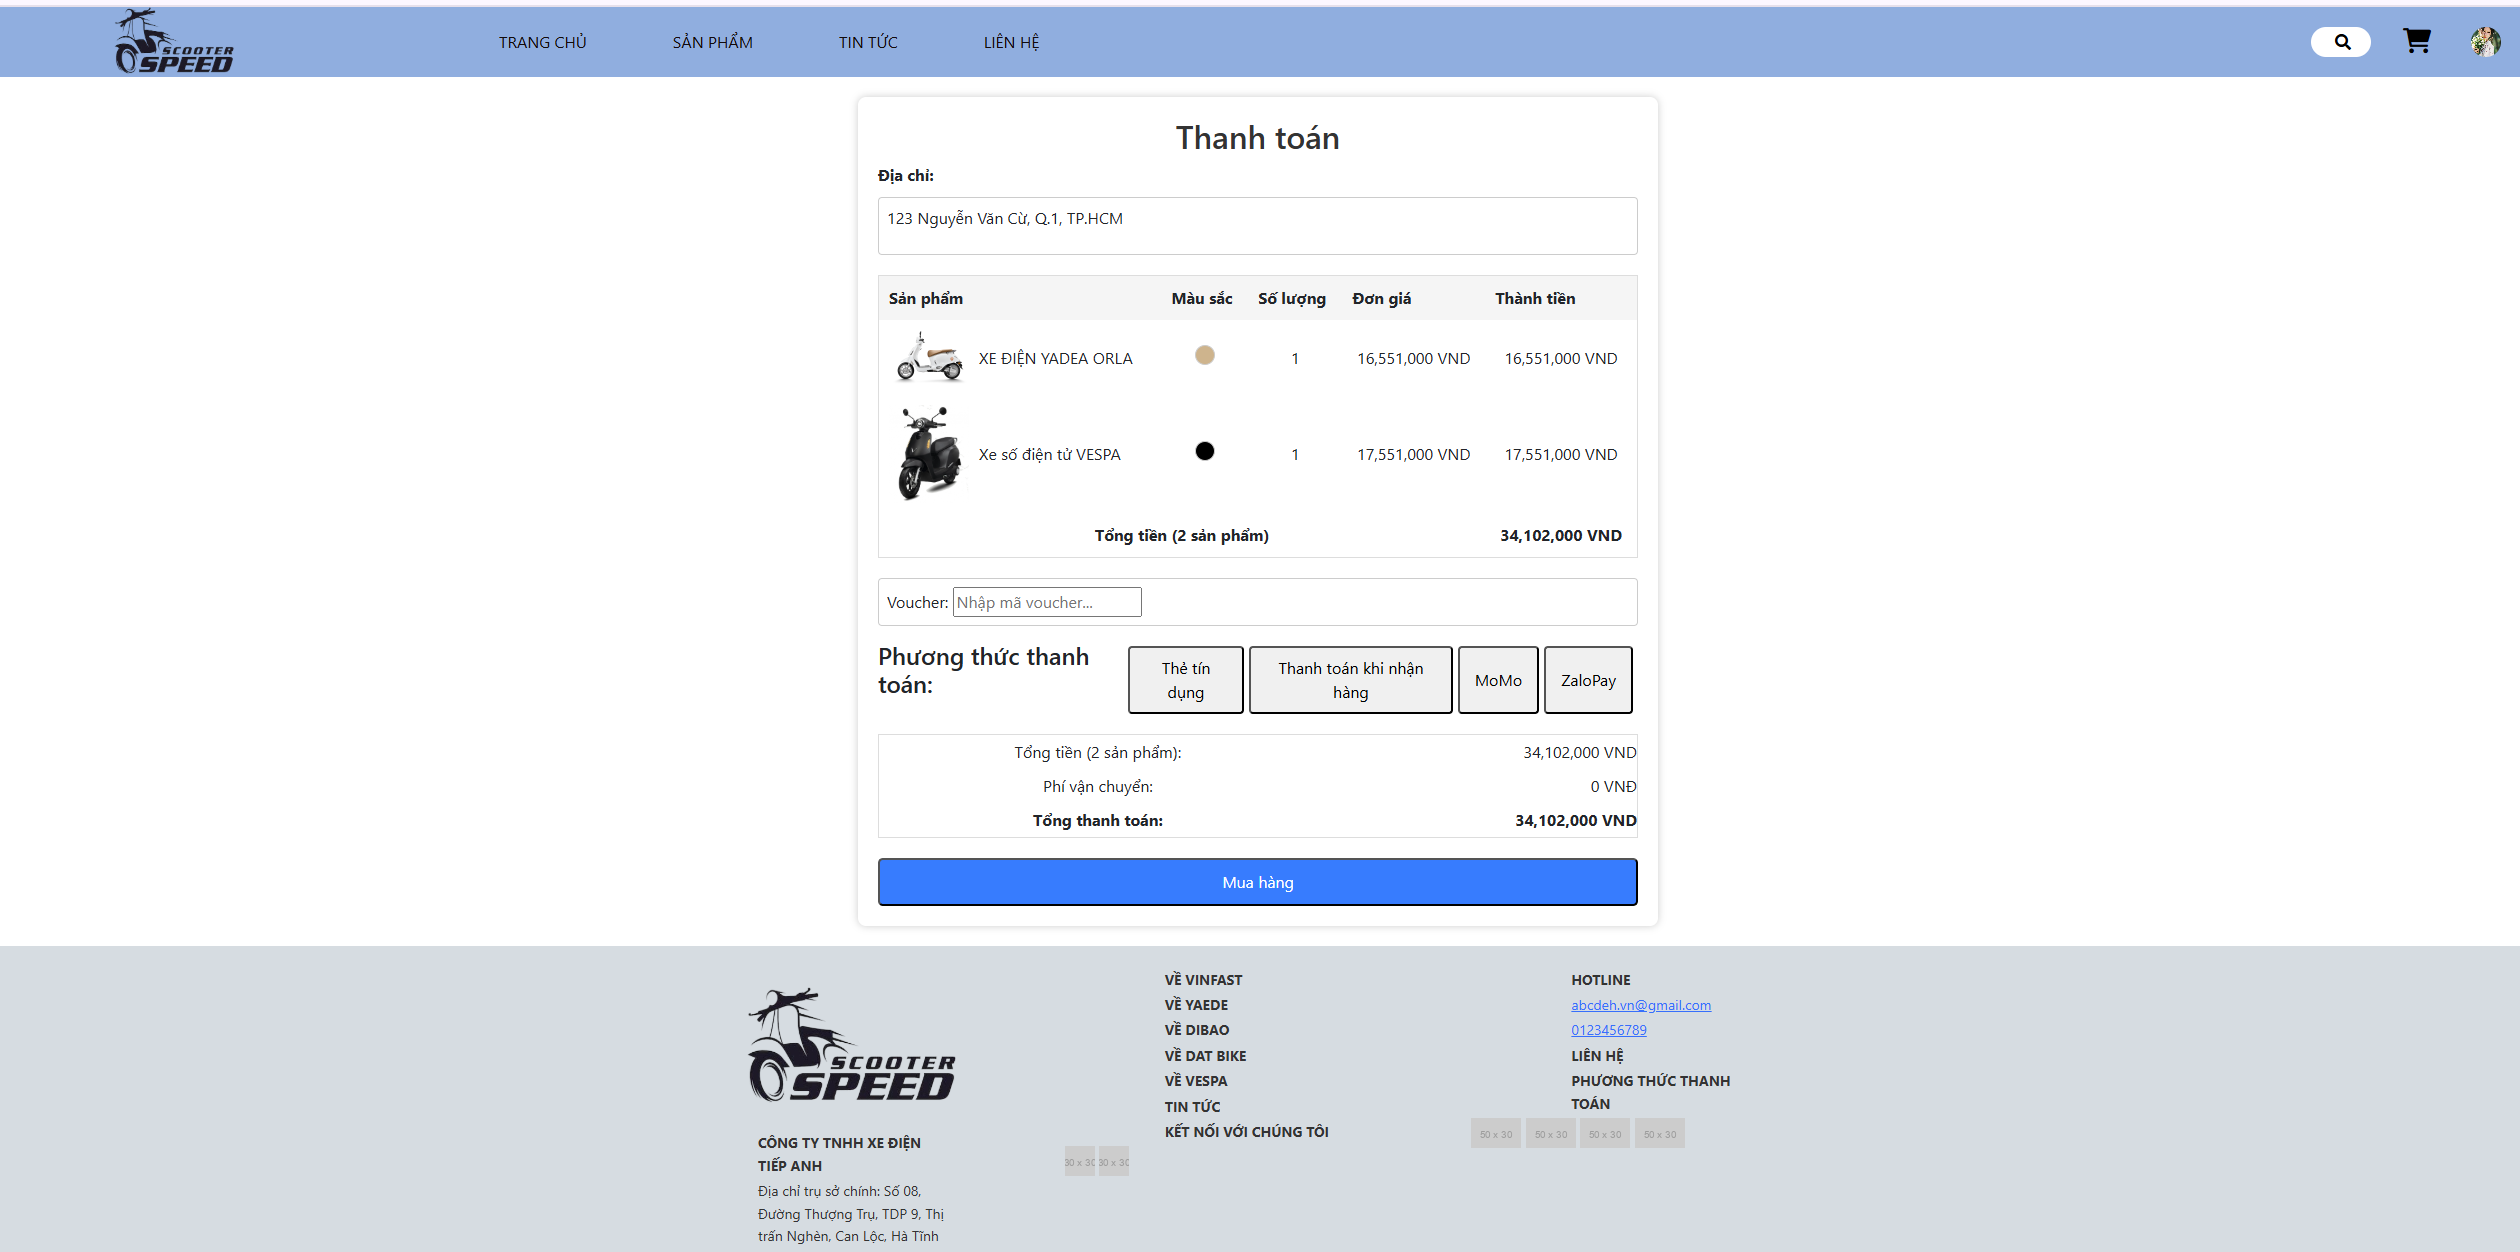 SCOOTER
SPEED
TRANG CHỦ
SẢN PHẨM
TIN TỨC
LIÊN HỆ
Thanh toán
Địa chỉ:
123 Nguyễn Văn Cừ, Q.1, TP.HCM
Sản phẩm Màu sắc Số lượng Đơn giá Thành tiền
XE ĐIỆN YADEA ORLA 1 16,551,000 VND 16,551,000 VND
Xe số điện tử VESPA 1 17,551,000 VND 17,551,000 VND
Tổng tiền (2 sản phẩm) 34,102,000 VND
Voucher: Nhập mã voucher...
Phương thức thanh
toán:
Thẻ tín
dụng
Thanh toán khi nhận
hàng
MoMo
ZaloPay
Tổng tiền (2 sản phẩm): 34,102,000 VND
Phí vận chuyển: 0 VNĐ
Tổng thanh toán: 34,102,000 VND
Mua hàng
SCOOTER
SPEED
CÔNG TY TNHH XE ĐIỆN
TIẾP ANH
Địa chỉ trụ sở chính: Số 08,
Đường Thượng Trụ, TDP 9, Thị
trấn Nghèn, Can Lộc, Hà Tĩnh
VỀ VINFAST
VỀ YAEDE
VỀ DIBAO
VỀ DAT BIKE
VỀ VESPA
TIN TỨC
KẾT NỐI VỚI CHÚNG TÔI
30 x 30 30 x 30
HOTLINE
abcdeh.vn@gmail.com
0123456789
LIÊN HỆ
PHƯƠNG THỨC THANH
TOÁN
50 x 30 50 x 30 50 x 30 50 x 30